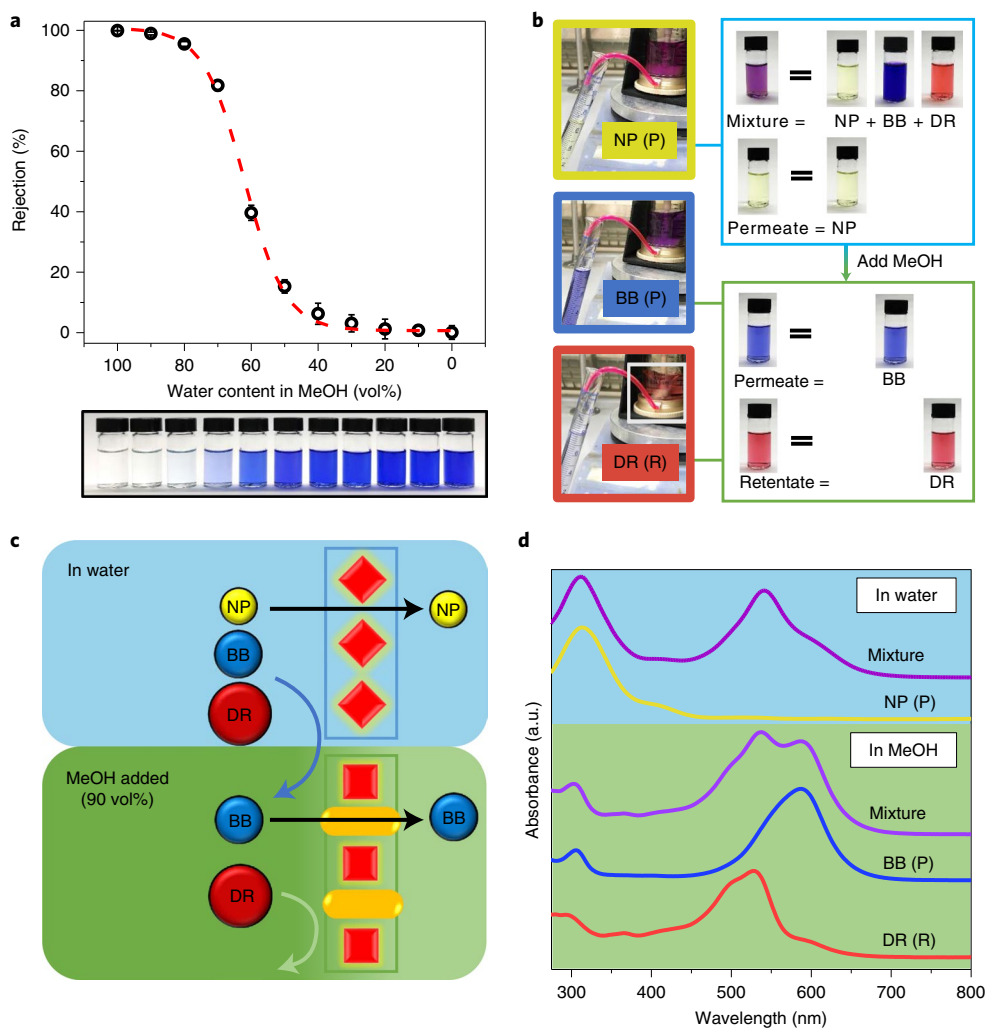 a
100
80
60
40
20
0
Rejection (%)
100 80 60 40 20 0
Water content in MeOH (vol%)
b
NP (P)
BB (P)
DR (R)
Mixture = NP + BB + DR
Permeate = NP
Add MeOH
Permeate = BB
Retentate = DR
c
In water
NP
BB
DR
NP
MeOH added
(90 vol%)
BB
DR
BB
d
Absorbance (a.u.)
In water
Mixture
NP (P)
In MeOH
Mixture
BB (P)
DR (R)
300 400 500 600 700 800
Wavelength (nm)